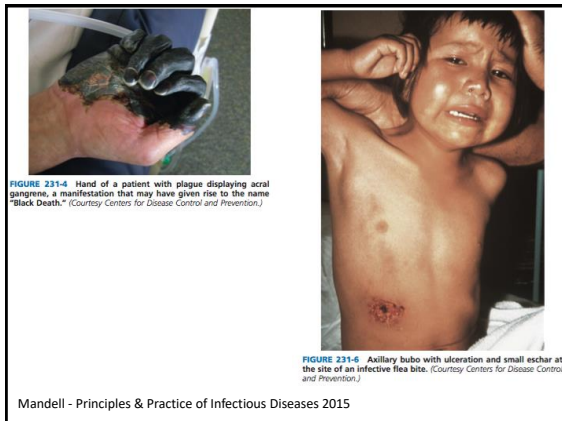 FIGURE 231-4 Hand of a patient with plague displaying acral
gangrene, a manifestation that may have given rise to the name
"Black Death." (Courtesy Centers for Disease Control and Prevention.)
FIGURE 231-6 Axillary bubo with ulceration and small eschar at
the site of an infective flea bite. (Courtesy Centers for Disease Control
and Prevention.)
Mandell - Principles & Practice of Infectious Diseases 2015